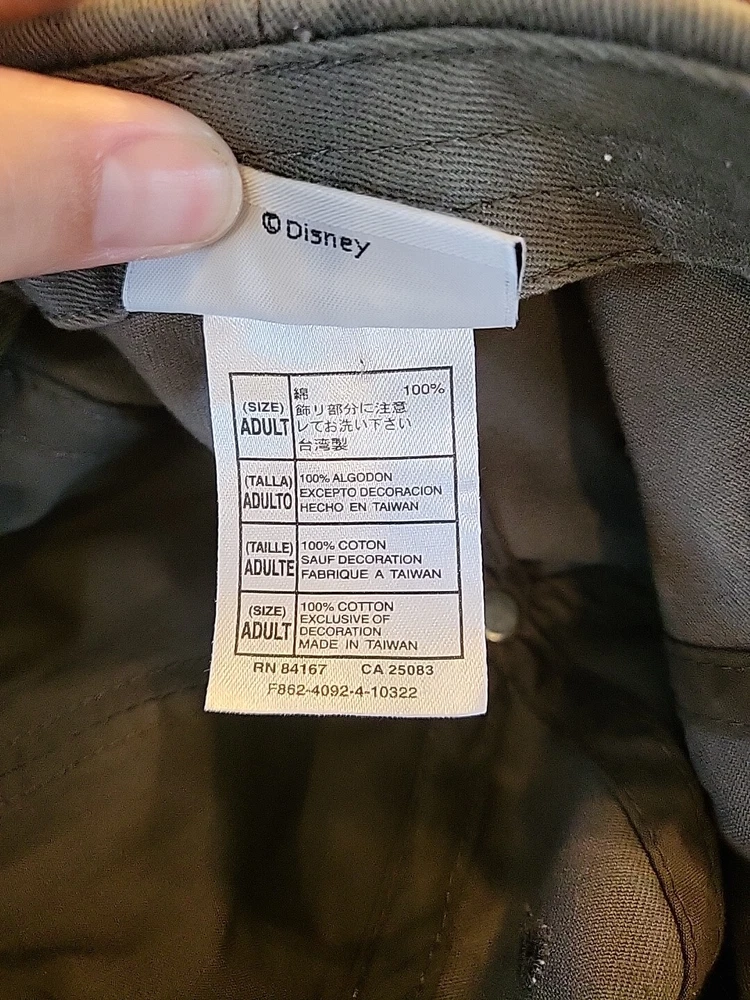 ©Disney
(SIZE)
ADULT
綿 100%
飾リ部分に注意
レてお洗い下さい
台湾製
(TALLA)
ADULTO
100% ALGODON
EXCEPTO DECORACION
HECHO EN TAIWAN
(TAILLE)
ADULTE
100% COTON
SAUF DECORATION
FABRIQUE A TAIWAN
(SIZE)
ADULT
100% COTTON
EXCLUSIVE OF
DECORATION
MADE IN TAIWAN
RN 84167 CA 25083
F862-4092-4-10322